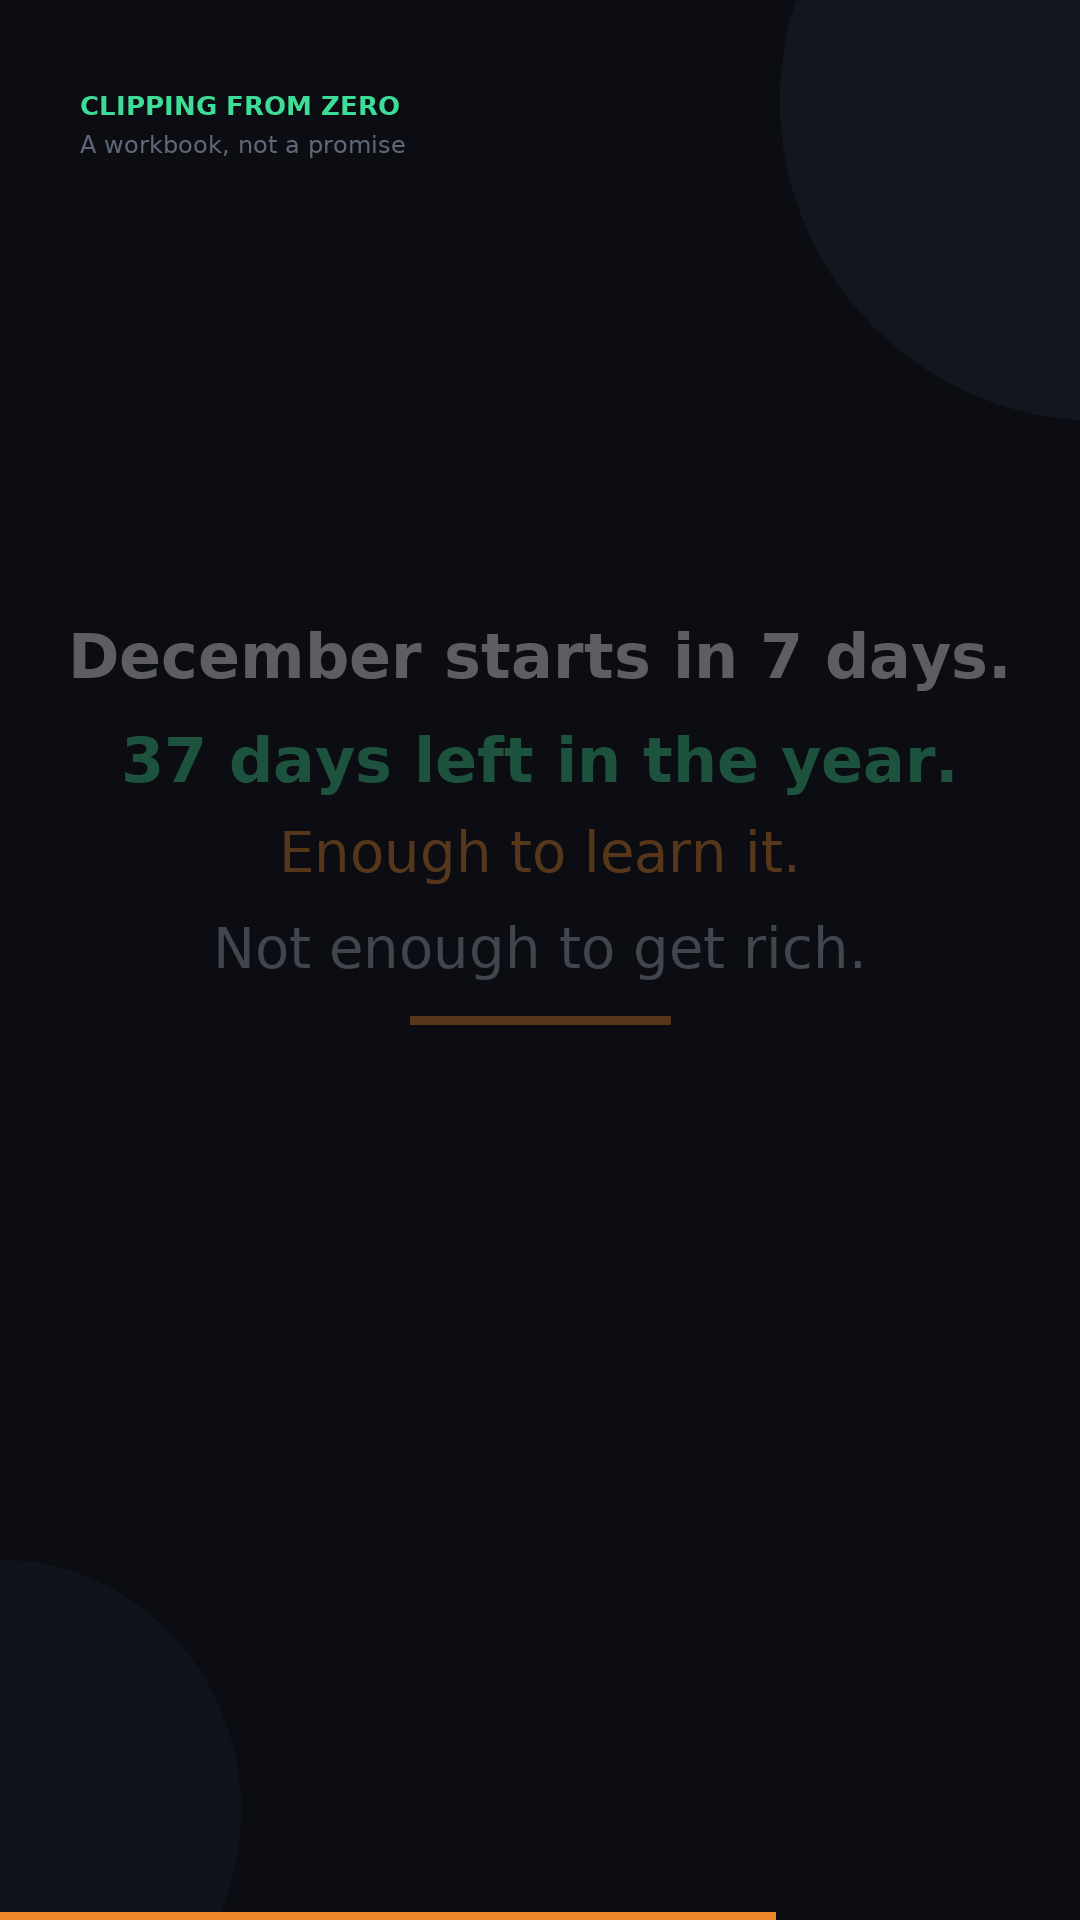 CLIPPING FROM ZERO
A workbook, not a promise
December starts in 7 days.
37 days left in the year.
Enough to learn it.
Not enough to get rich.